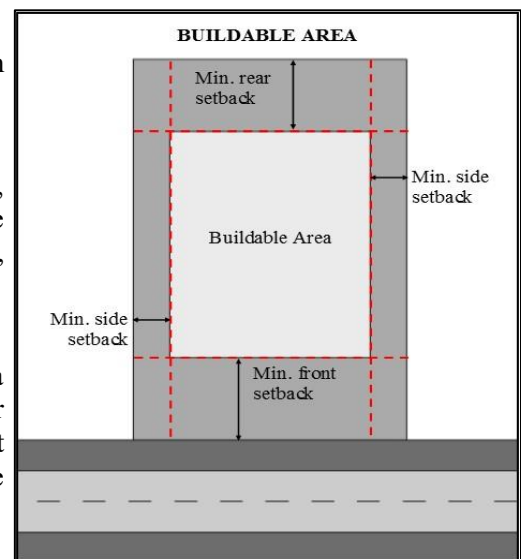 BUILDABLE AREA
Min. rear
setback
Min. side
setback
Buildable Area
Min. side
setback
Min. front
setback